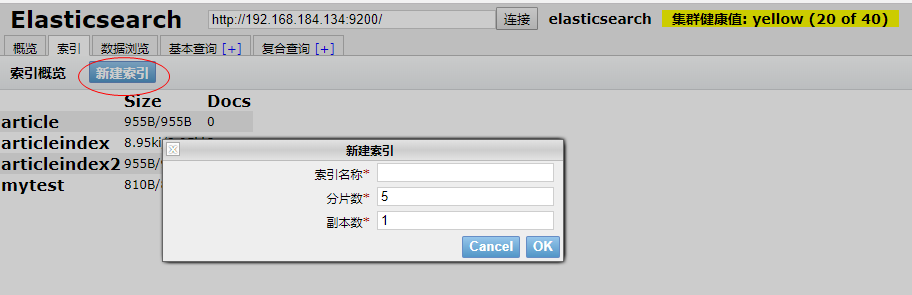 Elasticsearch http://192.168.184.134:9200/ 连接 elasticsearch 集群健康值: yellow (20 of 40)
概览 索引 数据浏览 基本查询 [+] 复合查询 [+]
索引概览 新建索引
Size Docs
article 955B/955B 0
articleindex 8.95ki
articleindex2 955B/
mytest 810B/
新建索引
索引名称*
分片数* 5
副本数* 1
Cancel OK